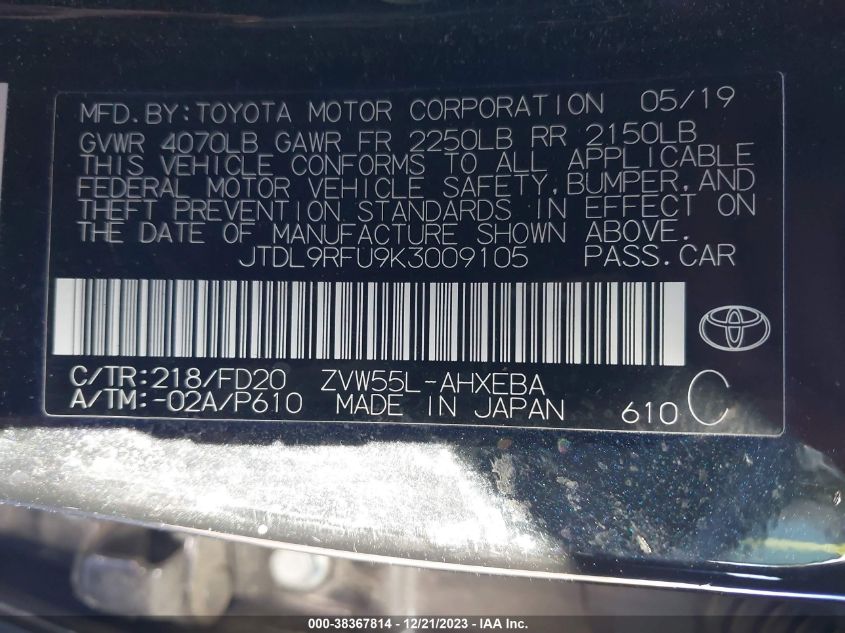 MFD.BY:TOYOTA MOTOR CORPORATION 05/19
GVWR 4070LB GAWR FR 2250LB RR 2150LB
THIS VEHICLE CONFORMS TO ALL APPLICABLE
FEDERAL MOTOR VEHICLE SAFETY,BUMPER,AND
THEFT PREVENTION STANDARDS IN EFFECT ON
THE DATE OF MANUFACTURE SHOWN ABOVE.
JTDL9RFU9K3009105 PASS.CAR
C/TR:218/FD20 ZVW55L-AHXEBA
A/TM:-02A/P610 MADE IN JAPAN 610 C
000-38367814 - 12/21/2023 - IAA Inc.